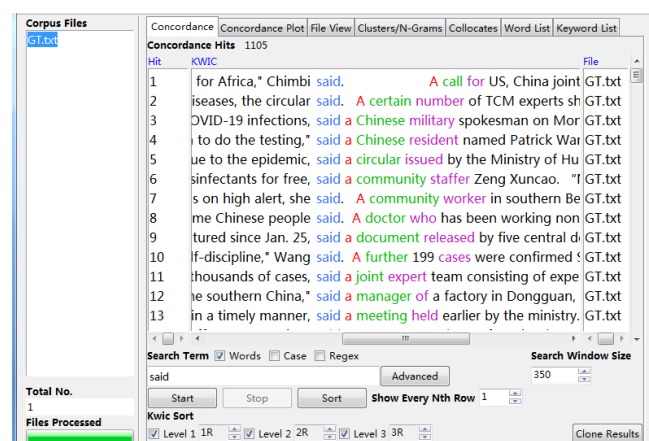 Corpus Files
GT.txt
Total No.
1
Files Processed
Concordance Concordance Plot File View Clusters/N-Grams Collocates Word List Keyword List
Concordance Hits 1105
Hit KWIC File
1 for Africa," Chimbi said. A call for US, China joint GT.txt
2 iseases, the circular said. A certain number of TCM experts sh GT.txt
3 OVID-19 infections, said a Chinese military spokesman on Mor GT.txt
4 to do the testing," said a Chinese resident named Patrick War GT.txt
5 ue to the epidemic, said a circular issued by the Ministry of Hu GT.txt
6 sinfectants for free, said a community staffer Zeng Xuncao. "I GT.txt
7 s on high alert, she said. A community worker in southern Be GT.txt
8 me Chinese people said. A doctor who has been working non GT.txt
9 tured since Jan. 25, said a document released by five central d GT.txt
10 lf-discipline," Wang said. A further 199 cases were confirmed GT.txt
11 thousands of cases, said a joint expert team consisting of expe GT.txt
12 e southern China," said a manager of a factory in Dongguan, GT.txt
13 in a timely manner, said a meeting held earlier by the ministry. GT.txt
Search Term Words Case Regex Search Window Size
said Advanced 350
Start Stop Sort Show Every Nth Row 1
Kwic Sort
Level 1 1R Level 2 2R Level 3 3R Clone Results